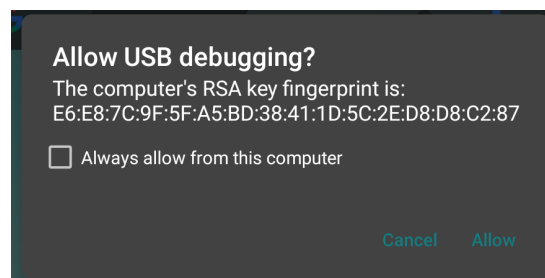 Allow USB debugging?
The computer's RSA key fingerprint is:
E6:E8:7C:9F:5F:A5:BD:38:41:1D:5C:2E:D8:D8:C2:87
Always allow from this computer
Cancel Allow